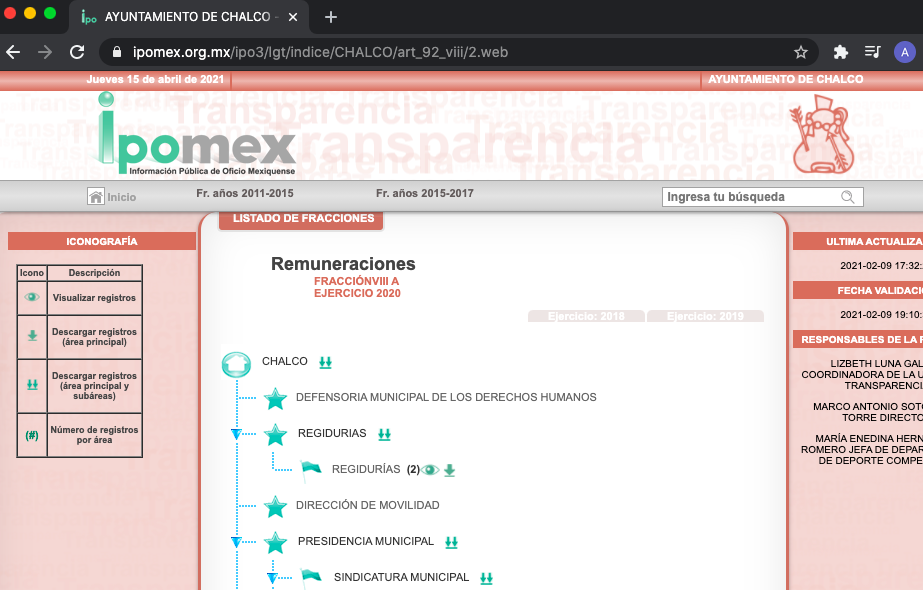 AYUNTAMIENTO DE CHALCO -
ipomex.org.mx/ipo3/lgt/indice/CHALCO/art_92_viii/2.web
A
Jueves 15 de abril de 2021
AYUNTAMIENTO DE CHALCO
Transparencia
ipomex
Información Pública de Oficio Mexiquense
Inicio
Fr. años 2011-2015
Fr. años 2015-2017
Ingresa tu búsqueda
LISTADO DE FRACCIONES
ICONOGRAFÍA
Icono Descripción
Visualizar registros
Descargar registros
(área principal)
Descargar registros
(área principal y
subáreas)
(#) Número de registros
por área
Remuneraciones
FRACCIÓNVIII A
EJERCICIO 2020
Ejercicio: 2018 Ejercicio: 2019
CHALCO
DEFENSORIA MUNICIPAL DE LOS DERECHOS HUMANOS
REGIDURIAS
REGIDURÍAS (2)
DIRECCIÓN DE MOVILIDAD
PRESIDENCIA MUNICIPAL
SINDICATURA MUNICIPAL
ULTIMA ACTUALIZA
2021-02-09 17:32:
FECHA VALIDACI
2021-02-09 19:10:
RESPONSABLES DE LA F
LIZBETH LUNA GAL
COORDINADORA DE LA U
TRANSPARENCI
MARCO ANTONIO SOT
TORRE DIRECTO
MARÍA ENEDINA HERN
ROMERO JEFA DE DEPAR
DE DEPORTE COMPE